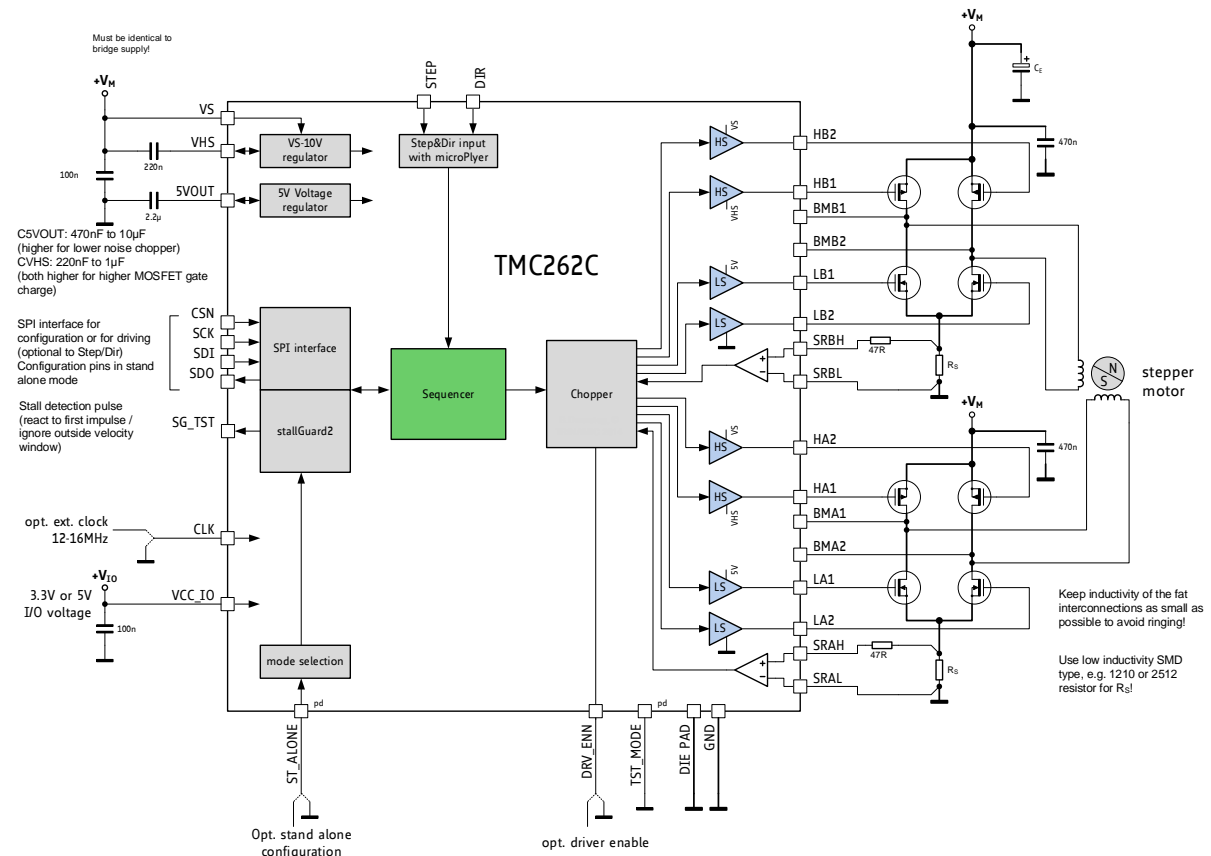 Must be identical to
bridge supply!
+VM
VS
VHS
220n
100n
5VOUT
2.2µ
VS-10V
regulator
5V Voltage
regulator
STEP
DIR
Step&Dir input
with microPlyer
C5VOUT: 470nF to 10µF
(higher for lower noise chopper)
CVHS: 220nF to 1µF
(both higher for higher MOSFET gate
charge)
TMC262C
SPI interface for
configuration or for driving
(optional to Step/Dir)
Configuration pins in stand
alone mode
CSN
SCK
SDI
SDO
SPI interface
Stall detection pulse
(react to first impulse /
ignore outside velocity
window)
SG_TST
stallGuard2
Sequencer
Chopper
opt. ext. clock
12-16MHz
CLK
+VIO
3.3V or 5V
I/O voltage
VCC_IO
100n
mode selection
pd
ST_ALONE
Opt. stand alone
configuration
DRV_ENN
opt. driver enable
pd
TST_MODE
DIE PAD
GND
+VM
+
CE
470n
HS
VS
HB2
HS
VHS
HB1
BMB1
BMB2
LS
5V
LB1
LS
LB2
+
-
SRBH
47R
SRBL
RS
N
S
stepper
motor
+VM
470n
HS
VS
HA2
HS
VHS
HA1
BMA1
BMA2
LS
5V
LA1
LS
LA2
+
-
SRAH
47R
SRAL
RS
Keep inductivity of the fat
interconnections as small as
possible to avoid ringing!
Use low inductivity SMD
type, e.g. 1210 or 2512
resistor for RS!